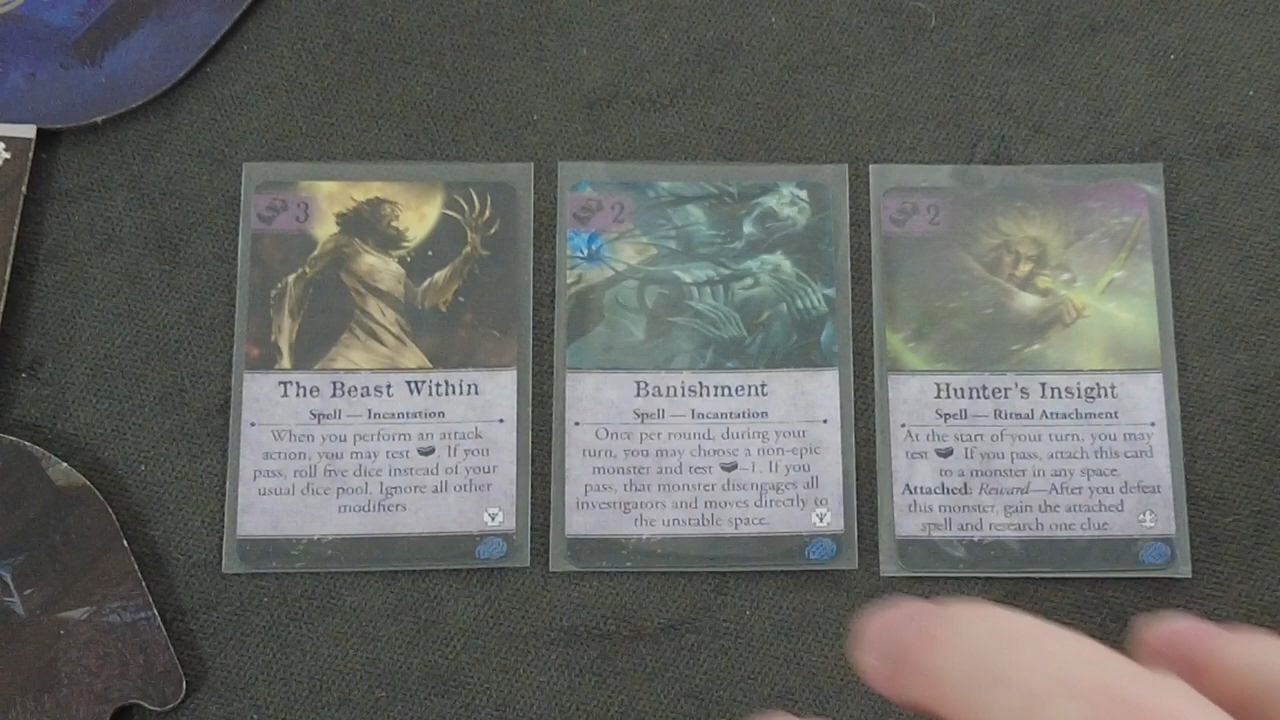 3
The Beast Within
Spell — Incantation
When you perform an attack
action, you may test . If you
pass, roll five dice instead of your
usual dice pool. Ignore all other
modifiers.
2
Banishment
Spell — Incantation
Once per round, during your
turn, you may choose a non-epic
monster and test –1. If you
pass, that monster disengages all
investigators and moves directly to
the unstable space.
2
Hunter's Insight
Spell — Ritual Attachment
At the start of your turn, you may
test . If you pass, attach this card
to a monster in any space.
Attached: Reward—After you defeat
this monster, gain the attached
spell and research one clue.